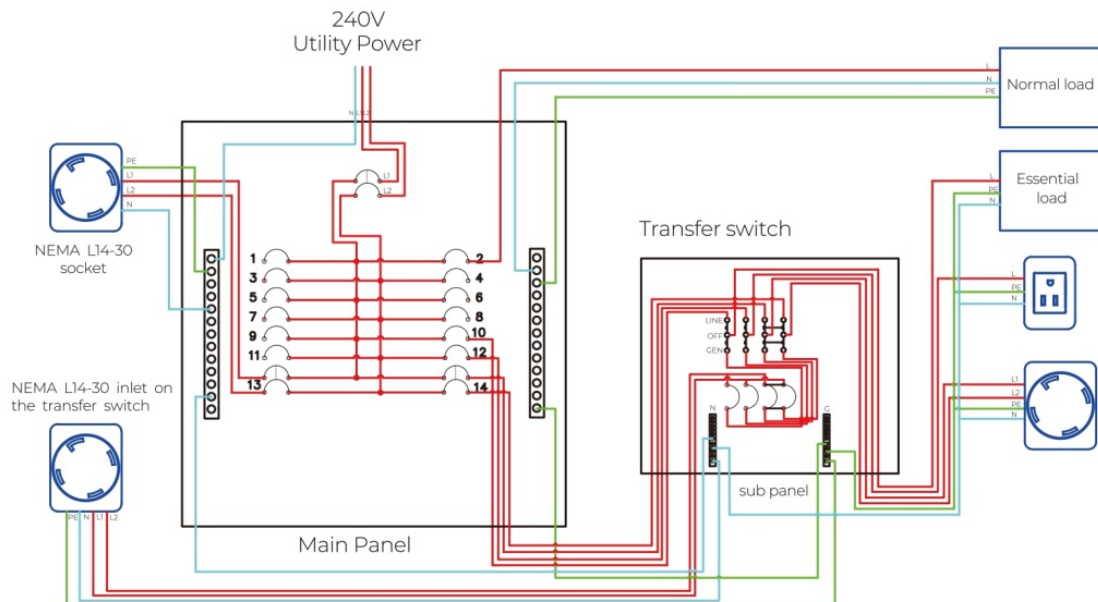 240V
Utility Power
N L1 L2
L
N
PE
Normal load
PE
L1
L2
N
NEMA L14-30
socket
L1
L2
L
PE
N
Essential
load
Transfer switch
1
2
3
4
5
6
7
8
9
10
11
12
13
14
LINE
OFF
GEN
L
PE
N
NEMA L14-30 inlet on
the transfer switch
L1
L2
PE
N
N
G
sub panel
PE N L1 L2
Main Panel